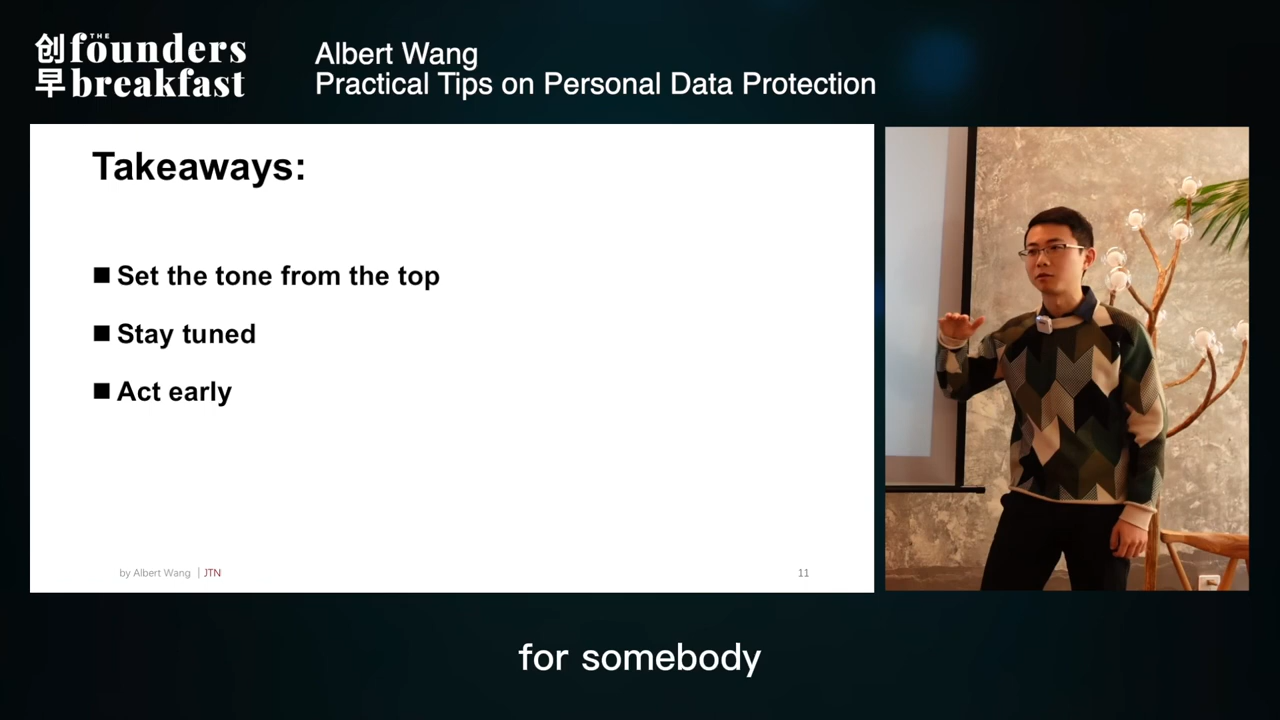 创 THE founders
早 breakfast
Albert Wang
Practical Tips on Personal Data Protection
Takeaways:
■ Set the tone from the top
■ Stay tuned
■ Act early
by Albert Wang | JTN
11
for somebody